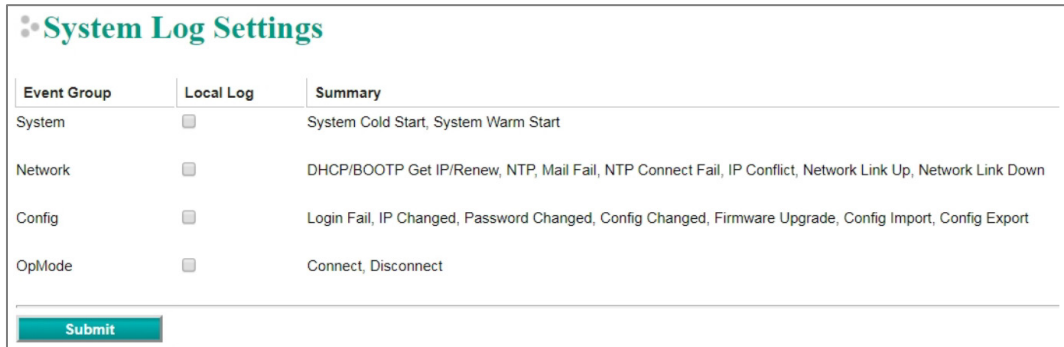 System Log Settings
Event Group Local Log Summary
System System Cold Start, System Warm Start
Network DHCP/BOOTP Get IP/Renew, NTP, Mail Fail, NTP Connect Fail, IP Conflict, Network Link Up, Network Link Down
Config Login Fail, IP Changed, Password Changed, Config Changed, Firmware Upgrade, Config Import, Config Export
OpMode Connect, Disconnect
Submit